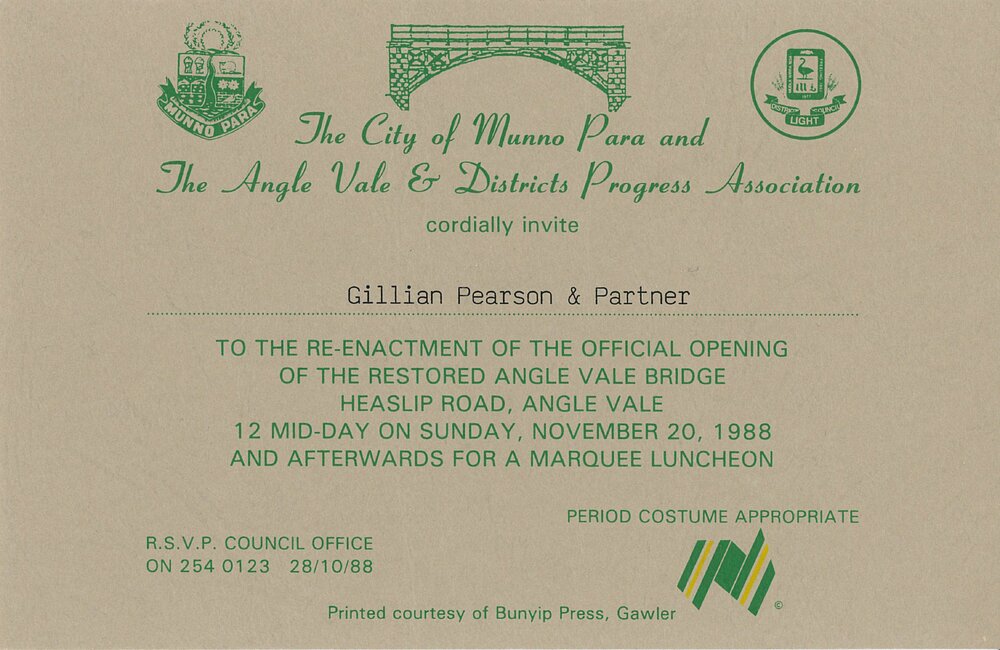 MUNNO PARA
DISTRICT COUNCIL
LIGHT
1977
The City of Munno Para and
The Angle Vale & Districts Progress Association
cordially invite
Gillian Pearson & Partner
TO THE RE-ENACTMENT OF THE OFFICIAL OPENING
OF THE RESTORED ANGLE VALE BRIDGE
HEASLIP ROAD, ANGLE VALE
12 MID-DAY ON SUNDAY, NOVEMBER 20, 1988
AND AFTERWARDS FOR A MARQUEE LUNCHEON
PERIOD COSTUME APPROPRIATE
R.S.V.P. COUNCIL OFFICE
ON 254 0123 28/10/88
©
Printed courtesy of Bunyip Press, Gawler